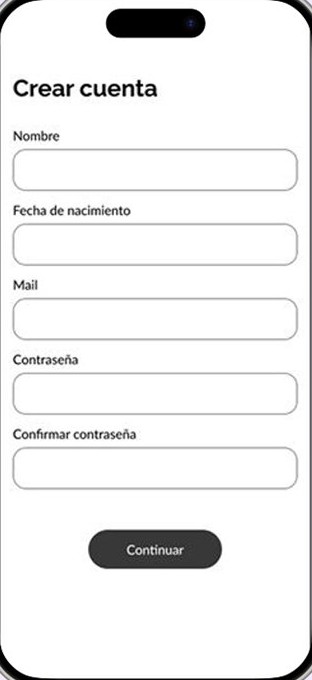 Crear cuenta
Nombre
Fecha de nacimiento
Mail
Contraseña
Confirmar contraseña
Continuar